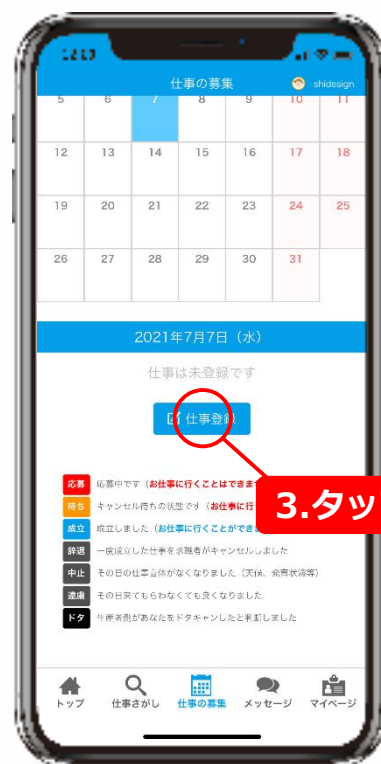 仕事の募集 shidesign
5 6 7 8 9 10 11
12 13 14 15 16 17 18
19 20 21 22 23 24 25
26 27 28 29 30 31
2021年7月7日（水）
仕事は未登録です
仕事登録
応募 応募中です（お仕事に行くことはできま
待ち キャンセル待ちの状態です（お仕事に行
成立 成立しました（お仕事に行くことができ
3.タッ
辞退 一度成立した仕事を求職者がキャンセルしました
中止 その日の仕事自体がなくなりました（天候、発育状態等）
遠慮 その日来てもらわなくても良くなりました
ドタ 生産者側があなたをドタキャンしたと判断しました
トップ 仕事さがし 仕事の募集 メッセージ マイページ